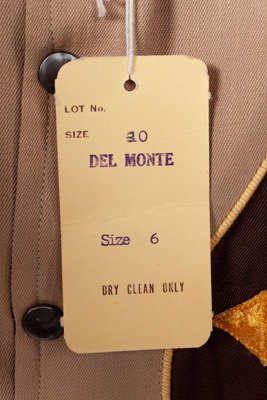 LOT No.
SIZE 10
DEL MONTE
Size 6
DRY CLEAN ONLY